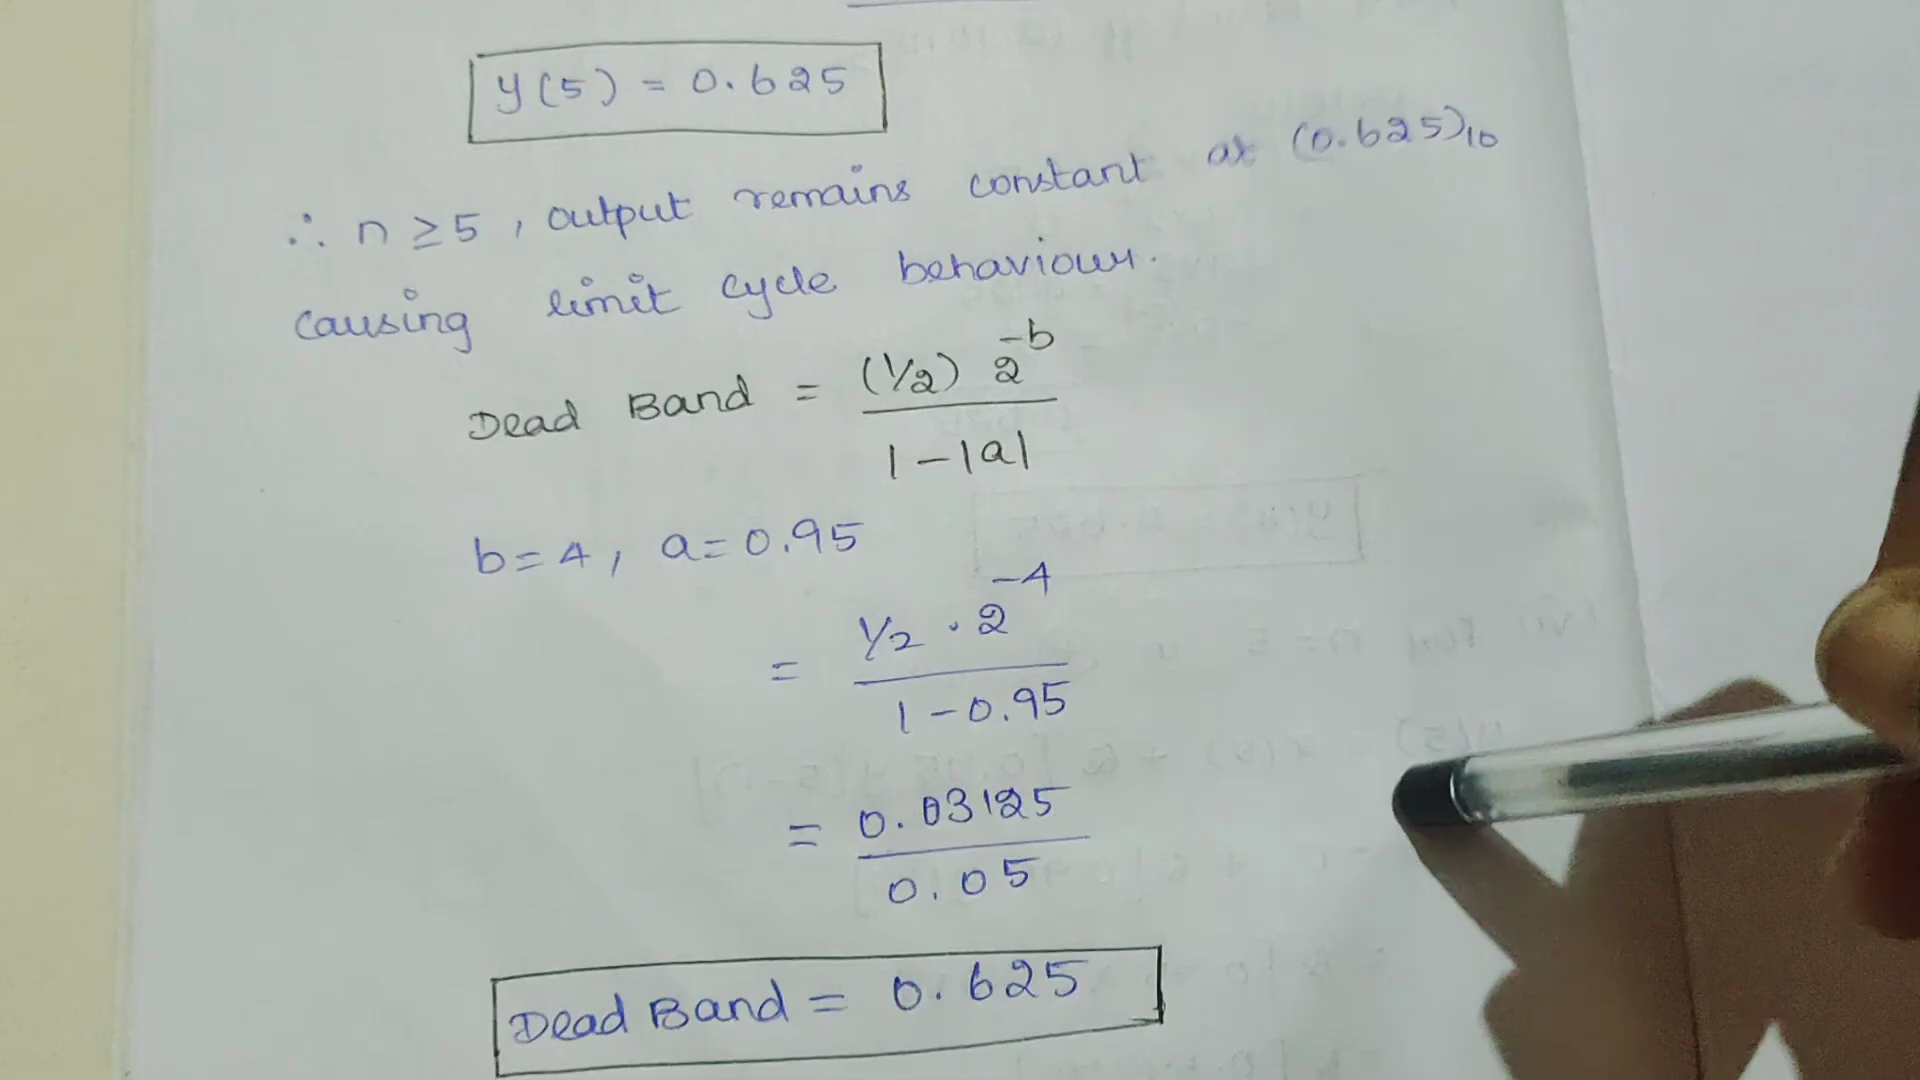 y(5) = 0.625
∴ n ≥ 5, output remains constant at (0.625)₁₀
causing limit cycle behaviour.
Dead Band = (1/2) 2^-b / 1-|a|
b=4, a=0.95
= 1/2 · 2^-4 / 1-0.95
= 0.03125 / 0.05
Dead Band = 0.625